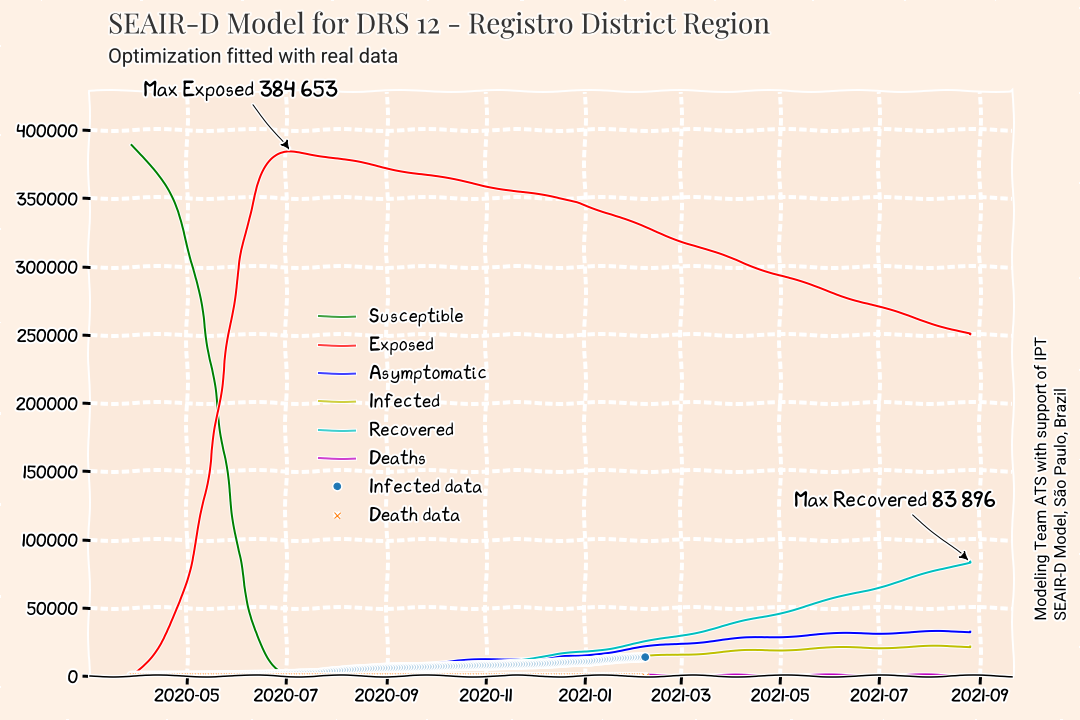 SEAIR-D Model for DRS 12 - Registro District Region
Optimization fitted with real data
Max Exposed 384 653
400000
350000
300000
250000
200000
150000
100000
50000
0
Susceptible
Exposed
Asymptomatic
Infected
Recovered
Deaths
Infected data
Death data
Max Recovered 83 896
2020-05
2020-07
2020-09
2020-11
2021-01
2021-03
2021-05
2021-07
2021-09
Modeling Team ATS with support of IPT
SEAIR-D Model, São Paulo, Brazil